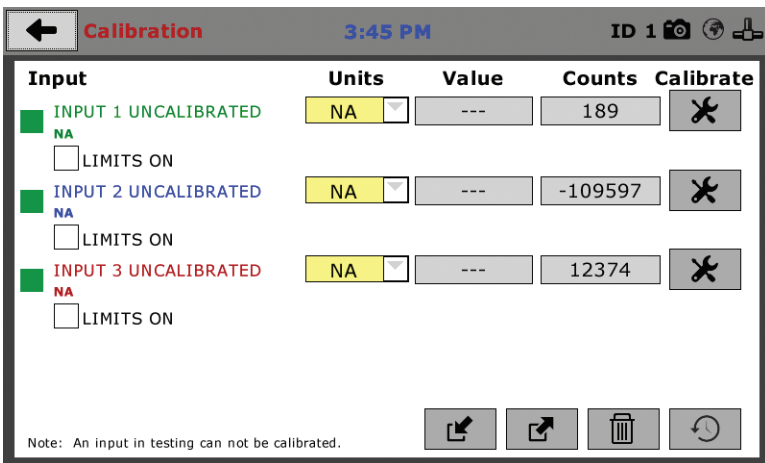 Calibration 3:45 PM ID 1
Input Units Value Counts Calibrate
INPUT 1 UNCALIBRATED NA --- 189
NA
LIMITS ON
INPUT 2 UNCALIBRATED NA --- -109597
NA
LIMITS ON
INPUT 3 UNCALIBRATED NA --- 12374
NA
LIMITS ON
Note: An input in testing can not be calibrated.